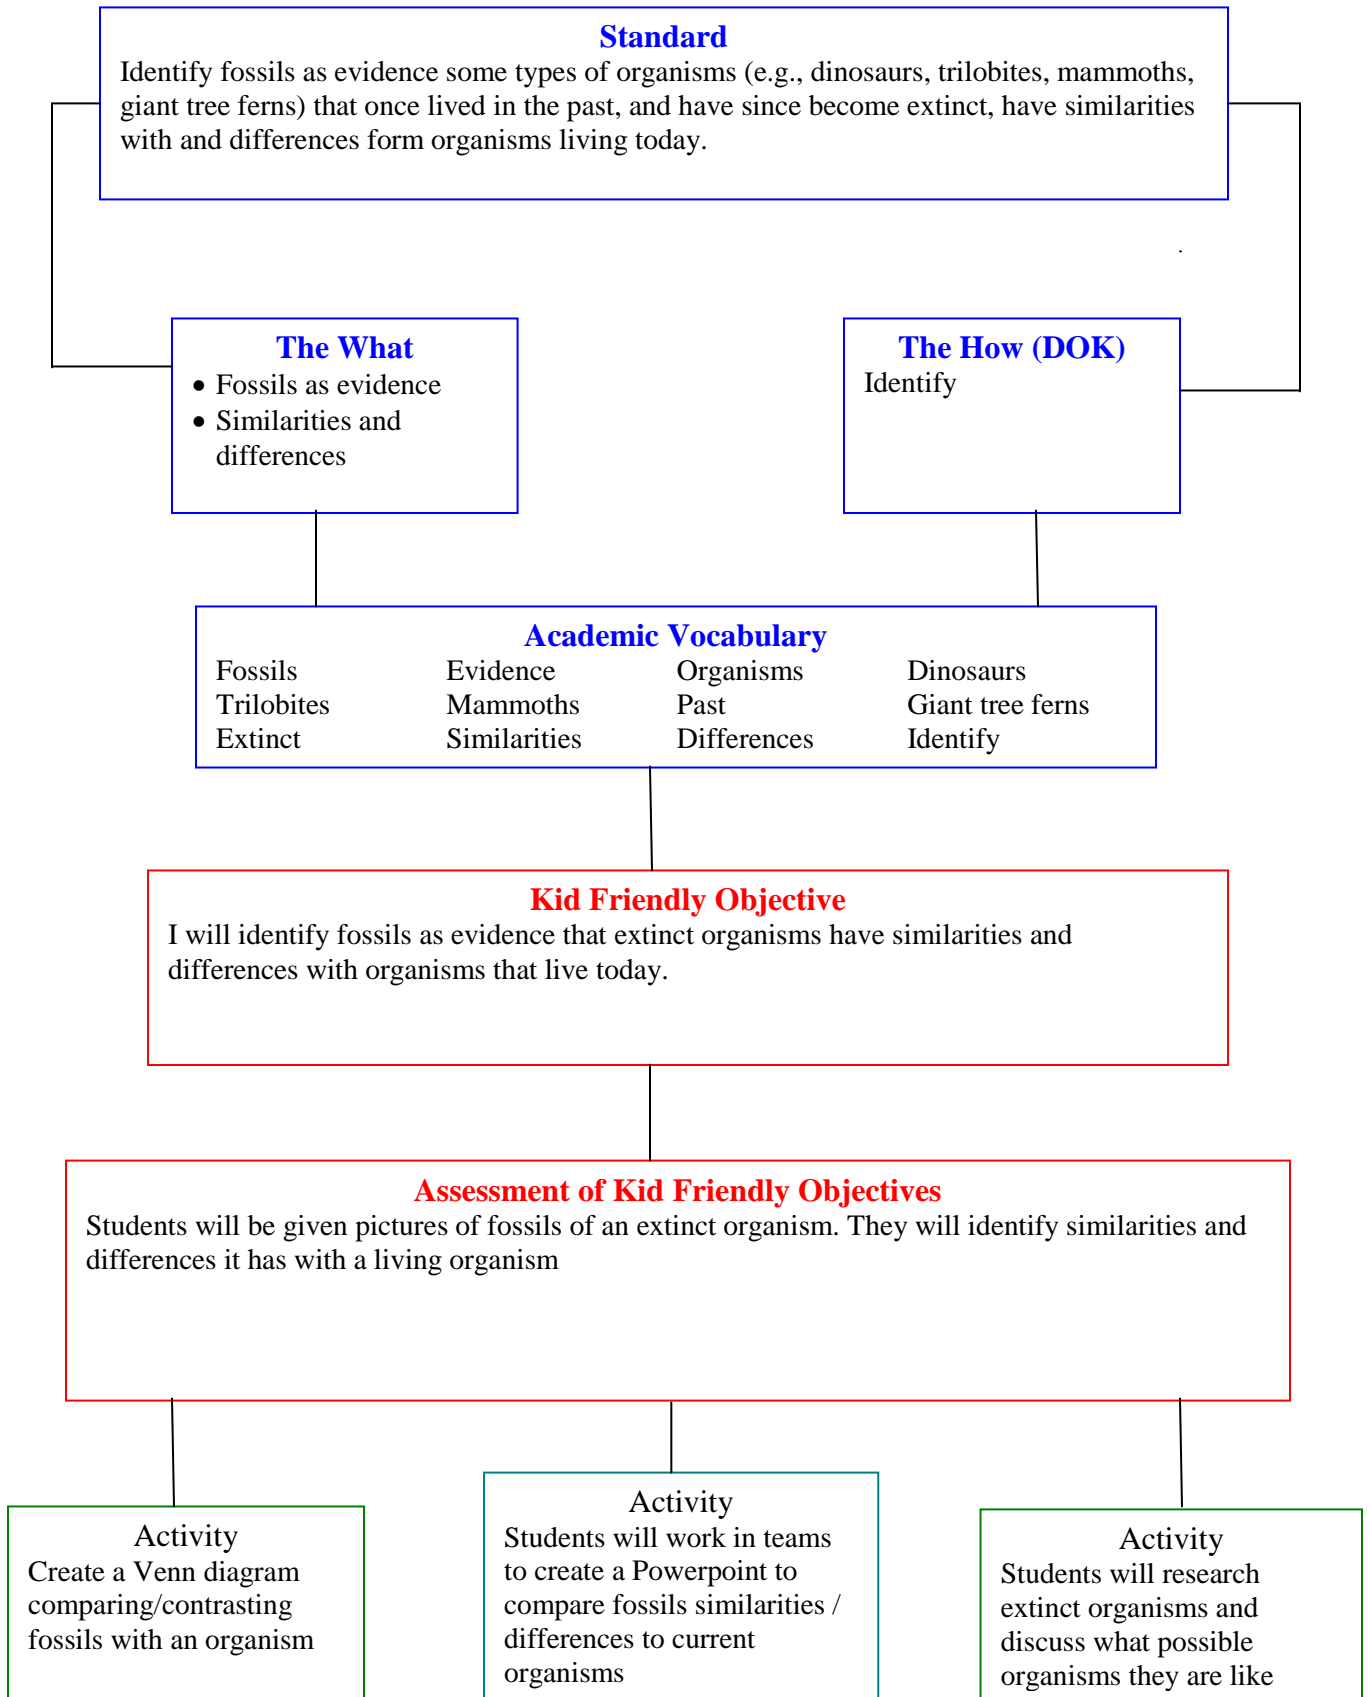 Standard
Identify fossils as evidence some types of organisms (e.g., dinosaurs, trilobites, mammoths,
giant tree ferns) that once lived in the past, and have since become extinct, have similarities
with and differences form organisms living today.
The What
• Fossils as evidence
• Similarities and
differences
The How (DOK)
Identify
Academic Vocabulary
Fossils Evidence Organisms Dinosaurs
Trilobites Mammoths Past Giant tree ferns
Extinct Similarities Differences Identify
Kid Friendly Objective
I will identify fossils as evidence that extinct organisms have similarities and
differences with organisms that live today.
Assessment of Kid Friendly Objectives
Students will be given pictures of fossils of an extinct organism. They will identify similarities and
differences it has with a living organism
Activity
Create a Venn diagram
comparing/contrasting
fossils with an organism
Activity
Students will work in teams
to create a Powerpoint to
compare fossils similarities /
differences to current
organisms
Activity
Students will research
extinct organisms and
discuss what possible
organisms they are like